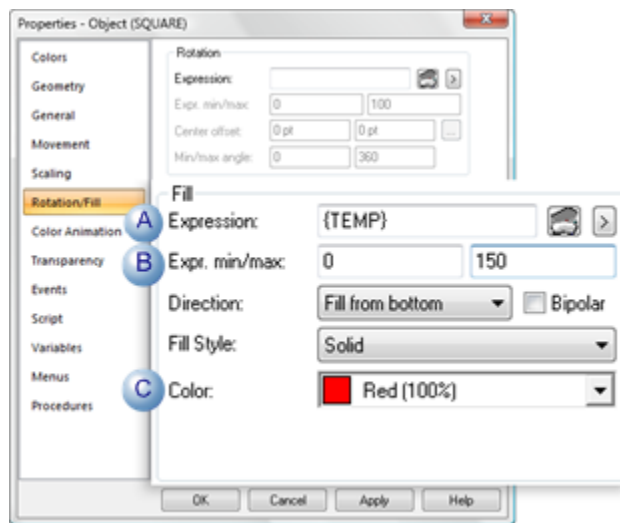 Properties - Object (SQUARE)
Colors
Geometry
General
Movement
Scaling
Rotation/Fill
Color Animation
Transparency
Events
Script
Variables
Menus
Procedures
Rotation
Expression: >
Expr. min/max: 0 100
Center offset: 0 pt 0 pt ...
Min/max angle: 0 360
Fill
A Expression: {TEMP} >
B Expr. min/max: 0 150
Direction: Fill from bottom Bipolar
Fill Style: Solid
C Color: Red (100%)
OK Cancel Apply Help